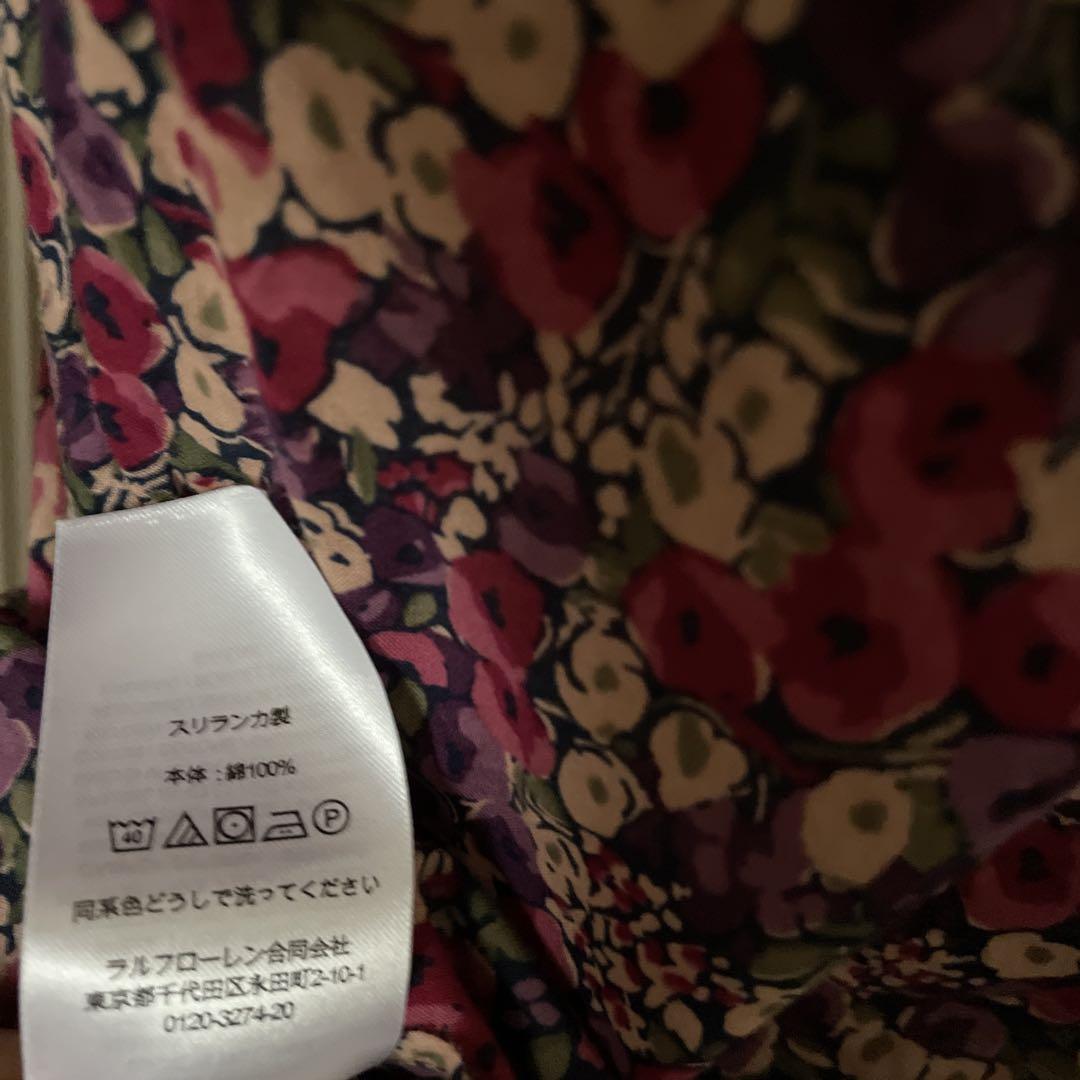 スリランカ製
本体 : 綿100%
40 P
同系色どうしで洗ってください
ラルフローレン合同会社
東京都千代田区永田町2-10-1
0120-3274-20